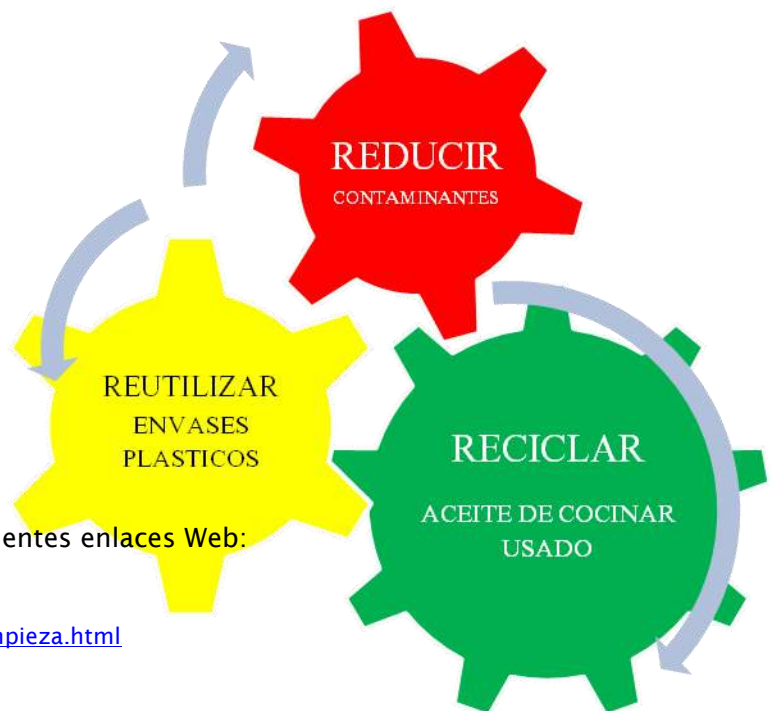 REDUCIR
CONTAMINANTES
REUTILIZAR
ENVASES
PLASTICOS
RECICLAR
ACEITE DE COCINAR
USADO
entes enlaces Web:
npieza.html